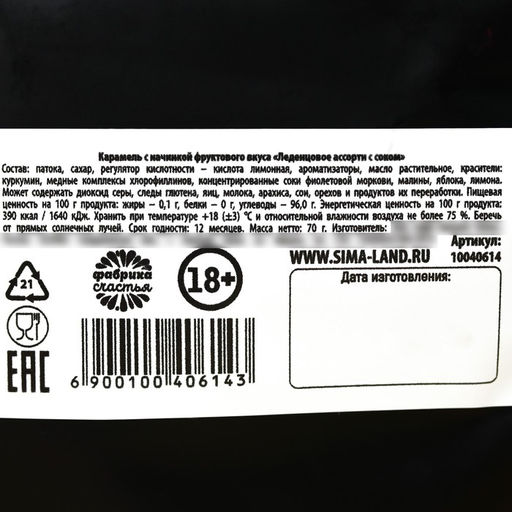 Карамель с начинкой фруктового вкуса «Леденцовое ассорти с соком»
Состав: патока, сахар, регулятор кислотности – кислота лимонная, ароматизаторы, масло растительное, красители:
куркумин, медные комплексы хлорофиллинов, концентрированные соки фиолетовой моркови, малины, яблока, лимона.
Может содержать диоксид серы, следы глютена, яиц, молока, арахиса, сои, орехов и продуктов их переработки. Пищевая
ценность на 100 г продукта: жиры – 0,1 г, белки – 0 г, углеводы – 96,0 г. Энергетическая ценность на 100 г продукта:
390 ккал / 1640 кДж. Хранить при температуре +18 (±3) °С и относительной влажности воздуха не более 75 %. Беречь
от прямых солнечных лучей. Срок годности: 12 месяцев. Масса нетто: 70 г. Изготовитель:
Артикул:
WWW.SIMA-LAND.RU 10040614
21
фабрика
счастья
18+
Дата изготовления:
EAC
6 900100 406143